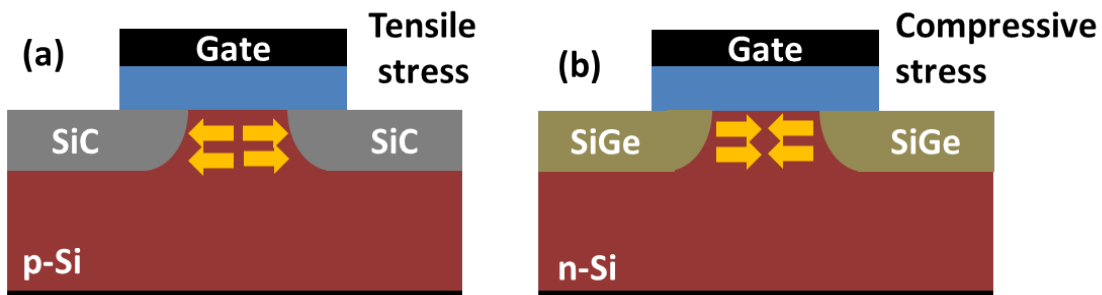 (a)
Gate
Tensile
stress
SiC
SiC
p-Si
(b)
Gate
Compressive
stress
SiGe
SiGe
n-Si